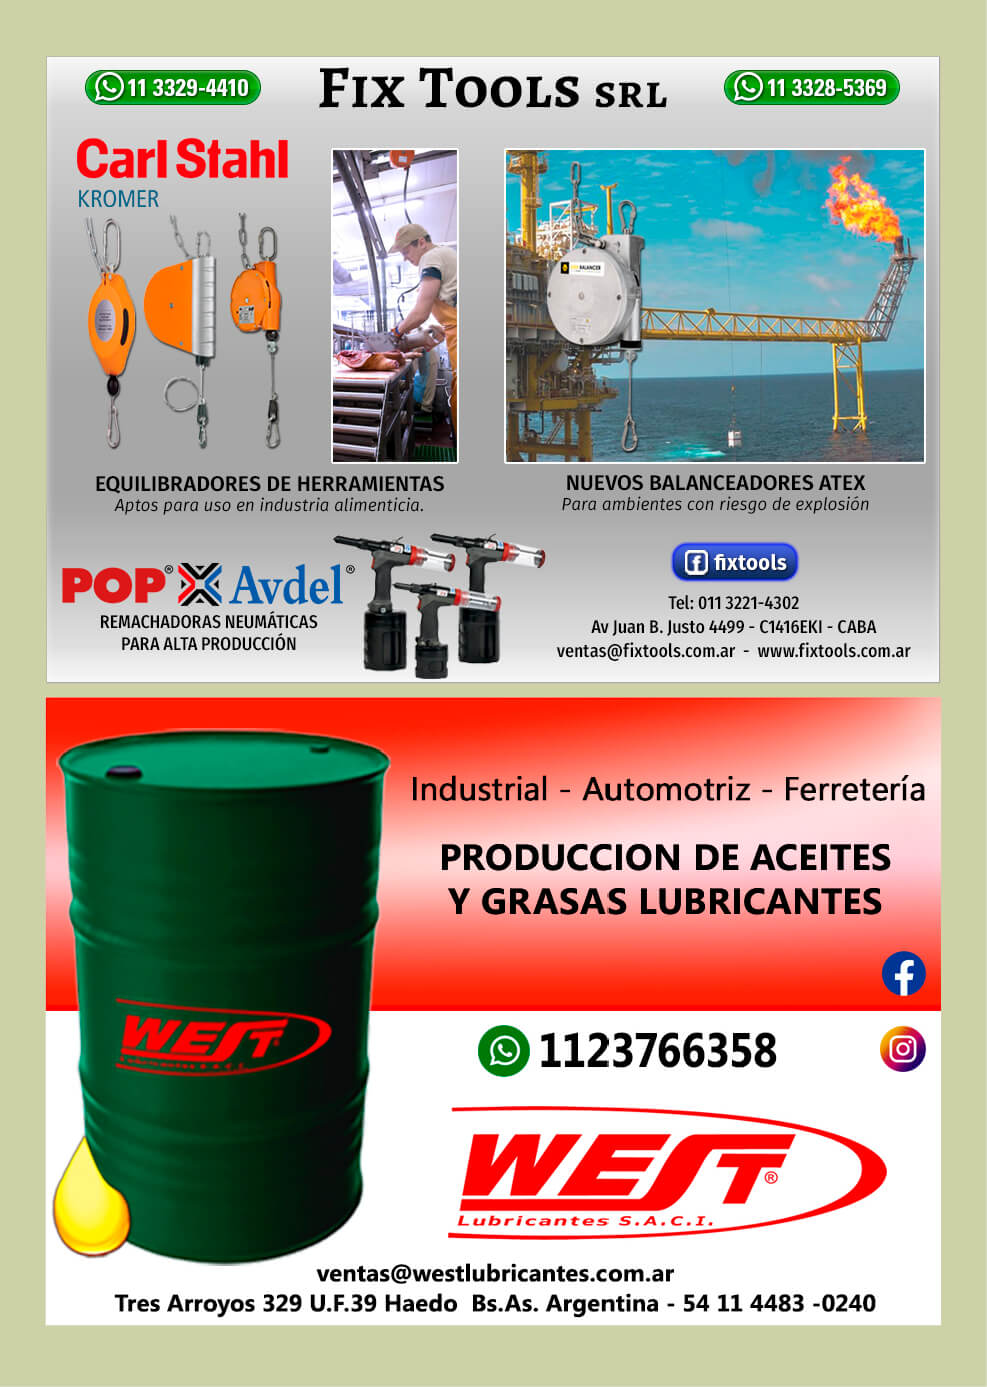 11 3329-4410
FIX TOOLS SRL
11 3328-5369
Carl Stahl
KROMER
BALANCER
EQUILIBRADORES DE HERRAMIENTAS
Aptos para uso en industria alimenticia.
NUEVOS BALANCEADORES ATEX
Para ambientes con riesgo de explosión
POP® Avdel®
REMACHADORAS NEUMÁTICAS
PARA ALTA PRODUCCIÓN
fixtools
Tel: 011 3221-4302
Av Juan B. Justo 4499 - C1416EKI - CABA
ventas@fixtools.com.ar - www.fixtools.com.ar
Industrial - Automotriz - Ferretería
PRODUCCION DE ACEITES
Y GRASAS LUBRICANTES
WEST
Lubricantes S.A.C.I.
1123766358
WEST®
Lubricantes S.A.C.I.
ventas@westlubricantes.com.ar
Tres Arroyos 329 U.F.39 Haedo Bs.As. Argentina - 54 11 4483 -0240